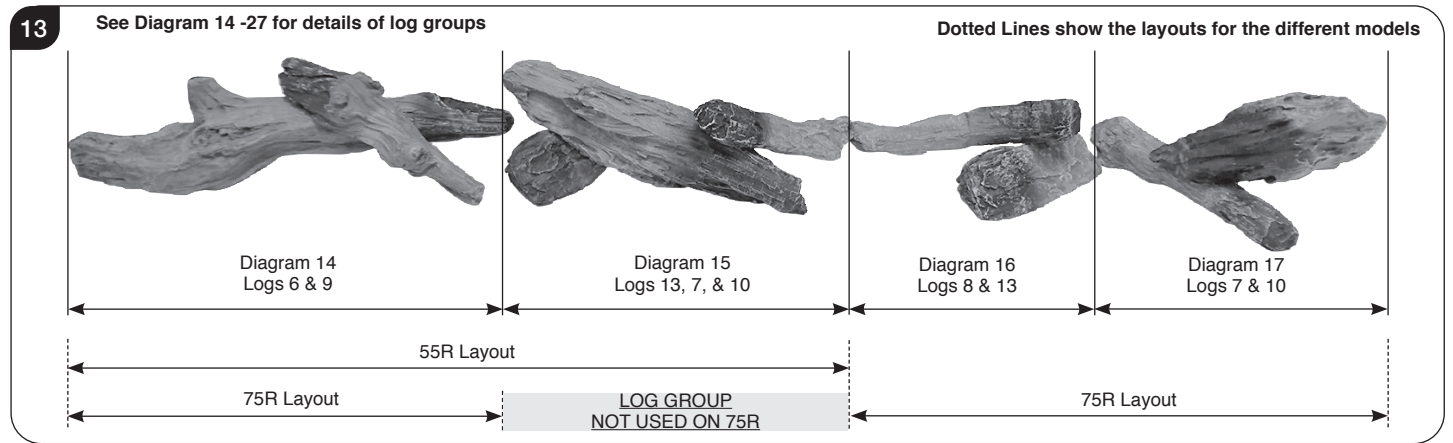 13
See Diagram 14 -27 for details of log groups
Dotted Lines show the layouts for the different models
Diagram 14
Logs 6 & 9
Diagram 15
Logs 13, 7, & 10
Diagram 16
Logs 8 & 13
Diagram 17
Logs 7 & 10
55R Layout
75R Layout
LOG GROUP
NOT USED ON 75R
75R Layout